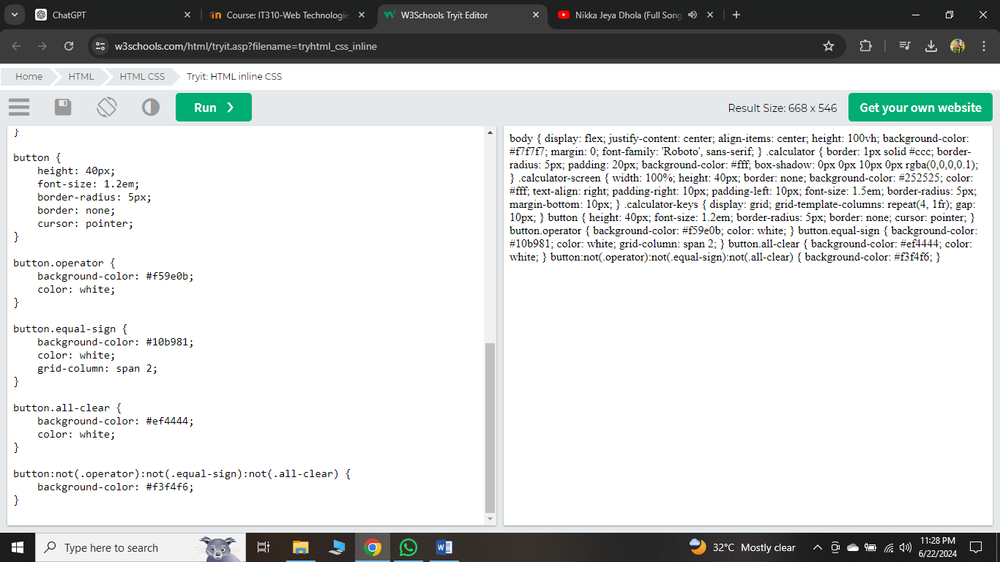 ChatGPT
Course: IT310-Web Technologie
W3Schools Tryit Editor
Nikka Jeya Dhola (Full Song
w3schools.com/html/tryit.asp?filename=tryhtml_css_inline
Home
HTML
HTML CSS
Tryit: HTML inline CSS
Run ❯
Result Size: 668 x 546
Get your own website
}
button {
    height: 40px;
    font-size: 1.2em;
    border-radius: 5px;
    border: none;
    cursor: pointer;
}
button.operator {
    background-color: #f59e0b;
    color: white;
}
button.equal-sign {
    background-color: #10b981;
    color: white;
    grid-column: span 2;
}
button.all-clear {
    background-color: #ef4444;
    color: white;
}
button:not(.operator):not(.equal-sign):not(.all-clear) {
    background-color: #f3f4f6;
}
body { display: flex; justify-content: center; align-items: center; height: 100vh; background-color:
#f7f7f7; margin: 0; font-family: 'Roboto', sans-serif; } .calculator { border: 1px solid #ccc; border-
radius: 5px; padding: 20px; background-color: #fff; box-shadow: 0px 0px 10px 0px rgba(0,0,0,0.1);
} .calculator-screen { width: 100%; height: 40px; border: none; background-color: #252525; color:
#fff; text-align: right; padding-right: 10px; padding-left: 10px; font-size: 1.5em; border-radius: 5px;
margin-bottom: 10px; } .calculator-keys { display: grid; grid-template-columns: repeat(4, 1fr); gap:
10px; } button { height: 40px; font-size: 1.2em; border-radius: 5px; border: none; cursor: pointer; }
button.operator { background-color: #f59e0b; color: white; } button.equal-sign { background-color:
#10b981; color: white; grid-column: span 2; } button.all-clear { background-color: #ef4444; color:
white; } button:not(.operator):not(.equal-sign):not(.all-clear) { background-color: #f3f4f6; }
Type here to search
32°C Mostly clear
11:28 PM
6/22/2024